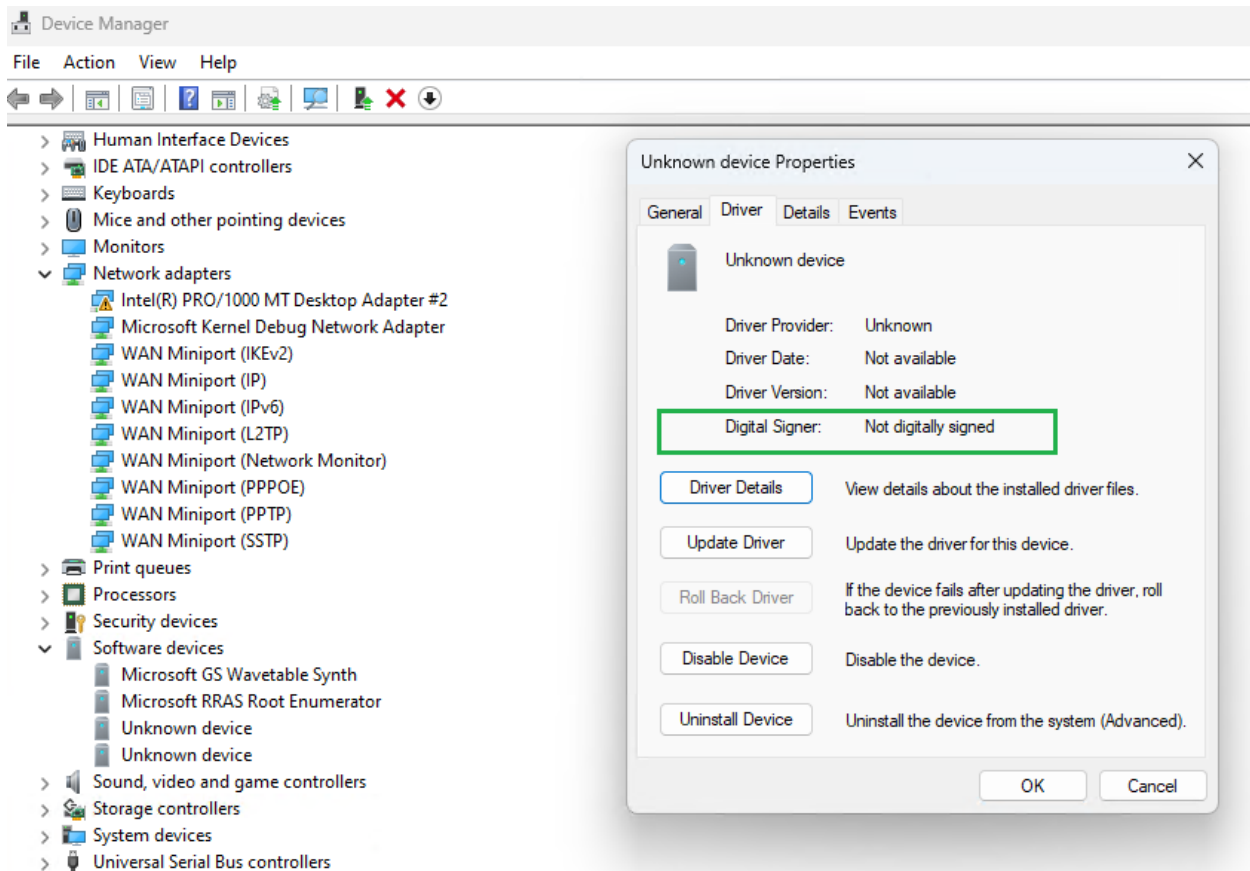 Device Manager
File Action View Help
Human Interface Devices
IDE ATA/ATAPI controllers
Keyboards
Mice and other pointing devices
Monitors
Network adapters
Intel(R) PRO/1000 MT Desktop Adapter #2
Microsoft Kernel Debug Network Adapter
WAN Miniport (IKEv2)
WAN Miniport (IP)
WAN Miniport (IPv6)
WAN Miniport (L2TP)
WAN Miniport (Network Monitor)
WAN Miniport (PPPOE)
WAN Miniport (PPTP)
WAN Miniport (SSTP)
Print queues
Processors
Security devices
Software devices
Microsoft GS Wavetable Synth
Microsoft RRAS Root Enumerator
Unknown device
Unknown device
Sound, video and game controllers
Storage controllers
System devices
Universal Serial Bus controllers
Unknown device Properties
General Driver Details Events
Unknown device
Driver Provider: Unknown
Driver Date: Not available
Driver Version: Not available
Digital Signer: Not digitally signed
Driver Details View details about the installed driver files.
Update Driver Update the driver for this device.
Roll Back Driver If the device fails after updating the driver, roll
back to the previously installed driver.
Disable Device Disable the device.
Uninstall Device Uninstall the device from the system (Advanced).
OK Cancel